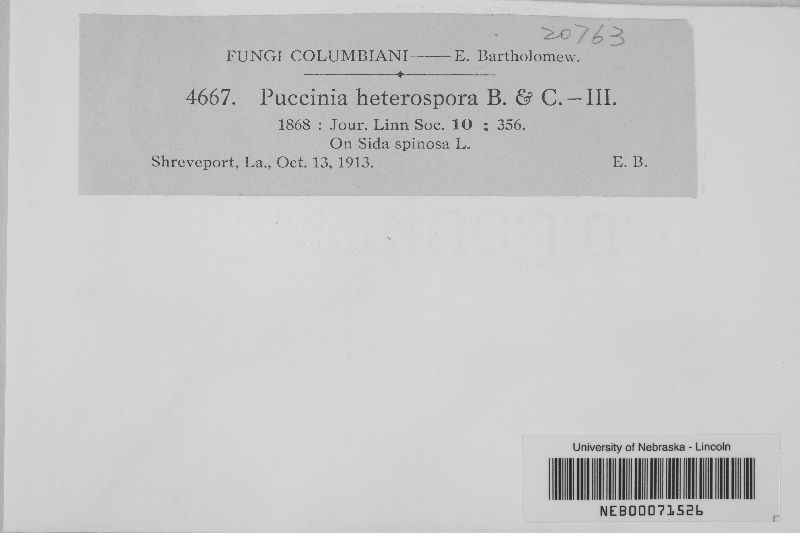 20763
FUNGI COLUMBIANI—E. Bartholomew.
4667. Puccinia heterospora B. & C.–III.
1868 : Jour. Linn Soc. 10 : 356.
On Sida spinosa L.
Shreveport, La., Oct. 13, 1913. E. B.
University of Nebraska - Lincoln
NEB00071526